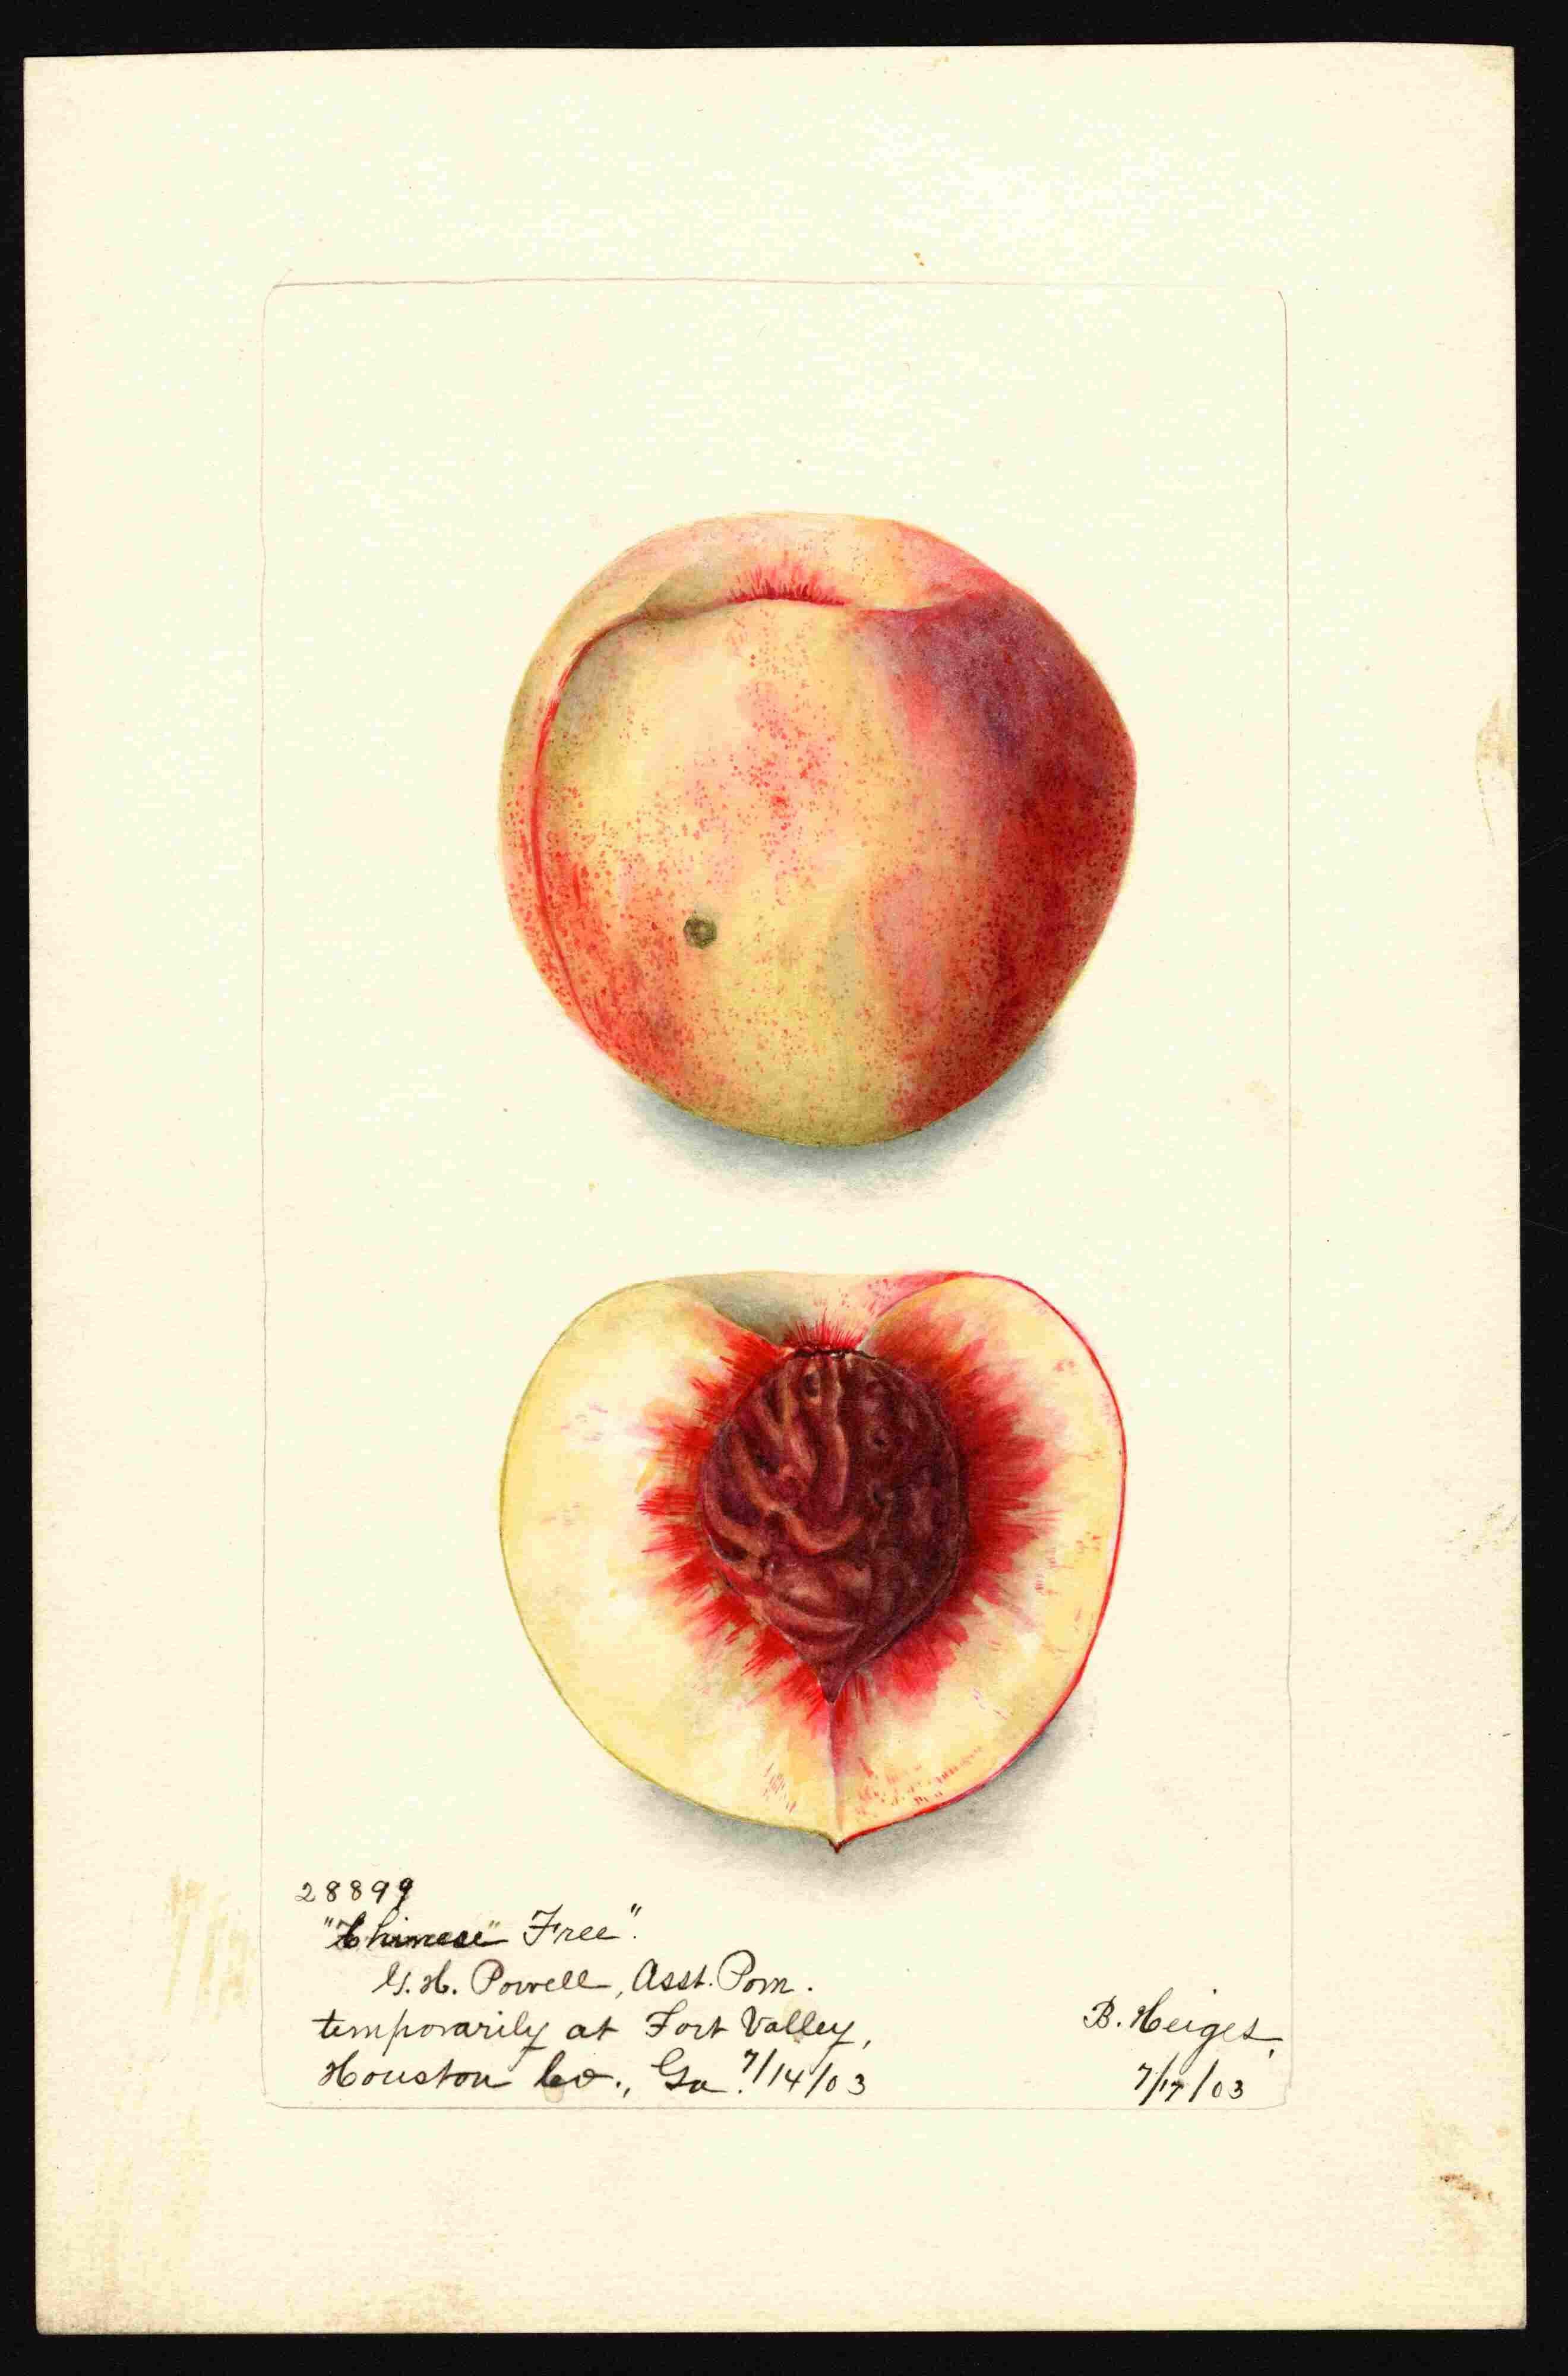 28899
"Chinese" Free".
G. H. Powell, Asst. Pom.
temporarily at Fort Valley,
Houston Co., Ga. 7/14/03
B. Heiges,
7/17/03